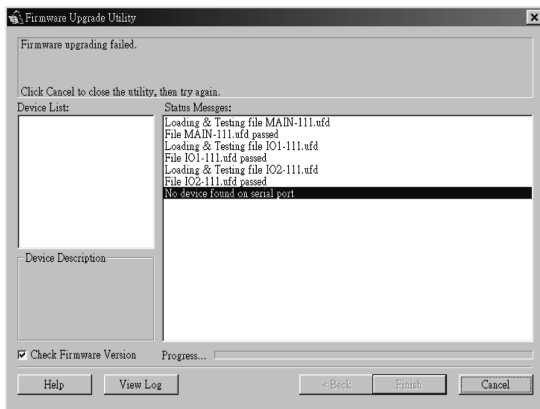 Firmware Upgrade Utility
Firmware upgrading failed.
Click Cancel to close the utility, then try again.
Device List:
Status Messges:
Loading & Testing file MAIN-111.ufd
File MAIN-111.ufd passed
Loading & Testing file IO1-111.ufd
File IO1-111.ufd passed
Loading & Testing file IO2-111.ufd
File IO2-111.ufd passed
No device found on serial port
Device Description
Check Firmware Version
Progress...
Help
View Log
< Back
Finish
Cancel